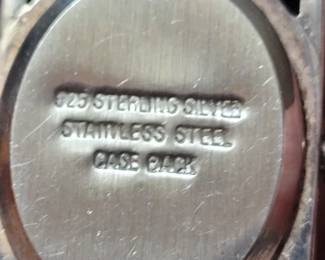 925 STERLING SILVER
STAINLESS STEEL
CASE BACK